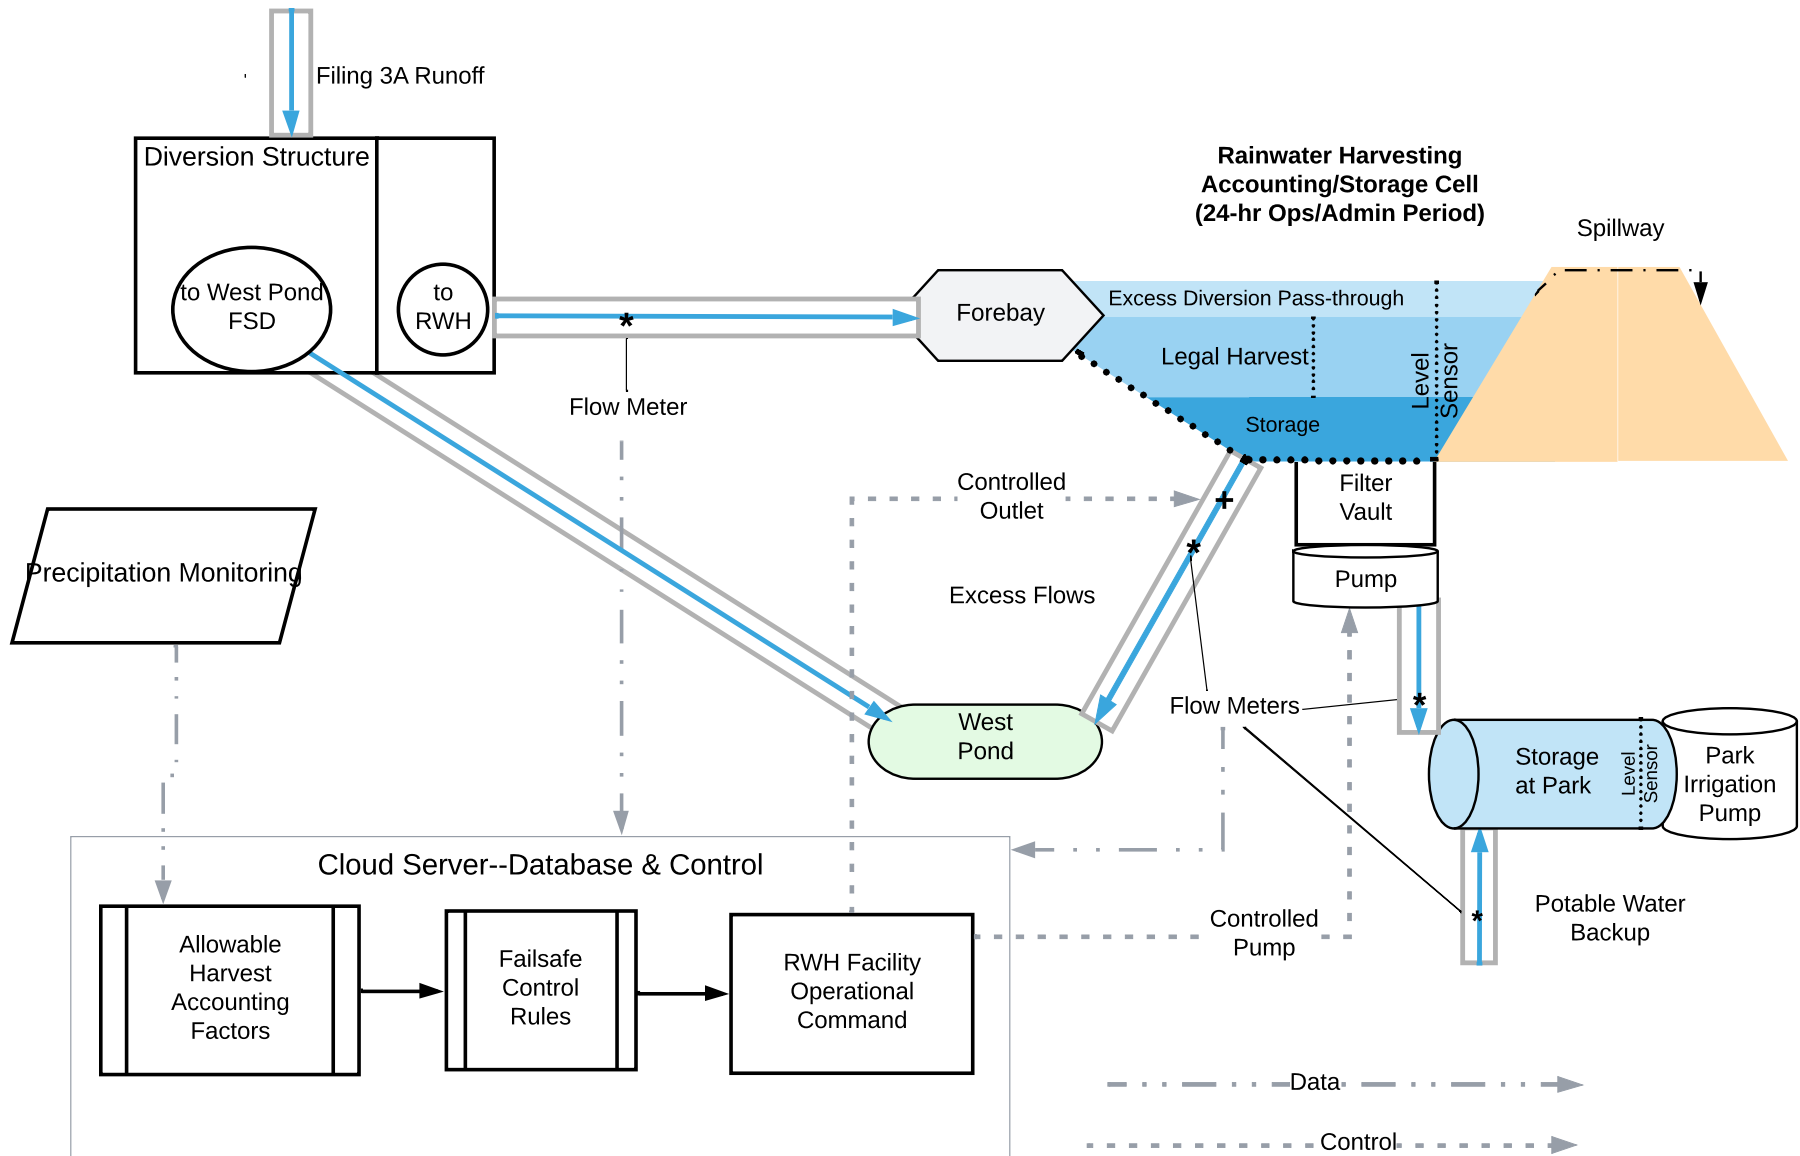 Filing 3A Runoff
Diversion Structure
to West Pond
FSD
to
RWH
Flow Meter
Forebay
Rainwater Harvesting
Accounting/Storage Cell
(24-hr Ops/Admin Period)
Spillway
Excess Diversion Pass-through
Legal Harvest
Level
Sensor
Storage
Filter
Vault
Pump
Controlled
Outlet
Excess Flows
Precipitation Monitoring
West
Pond
Flow Meters
Storage
at Park
Level
Sensor
Park
Irrigation
Pump
Potable Water
Backup
Controlled
Pump
Cloud Server--Database & Control
Allowable
Harvest
Accounting
Factors
Failsafe
Control
Rules
RWH Facility
Operational
Command
Data
Control